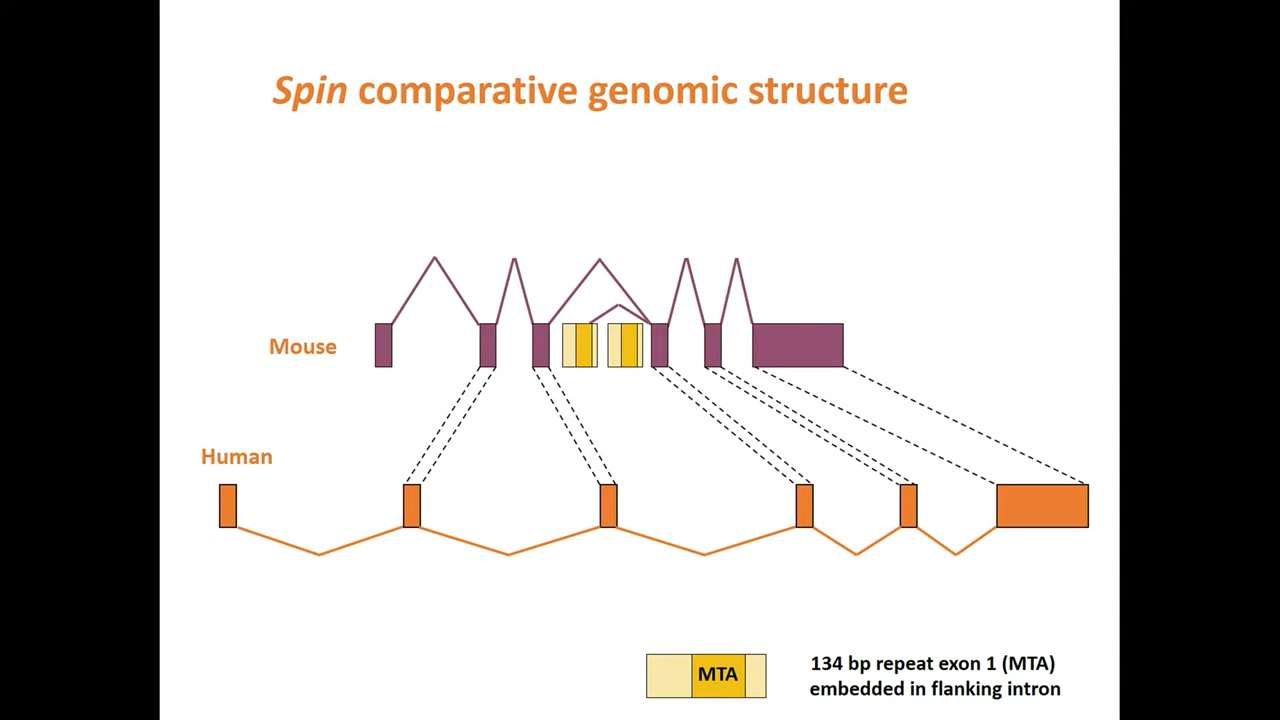 Spin comparative genomic structure
Mouse
Human
MTA
134 bp repeat exon 1 (MTA)
embedded in flanking intron